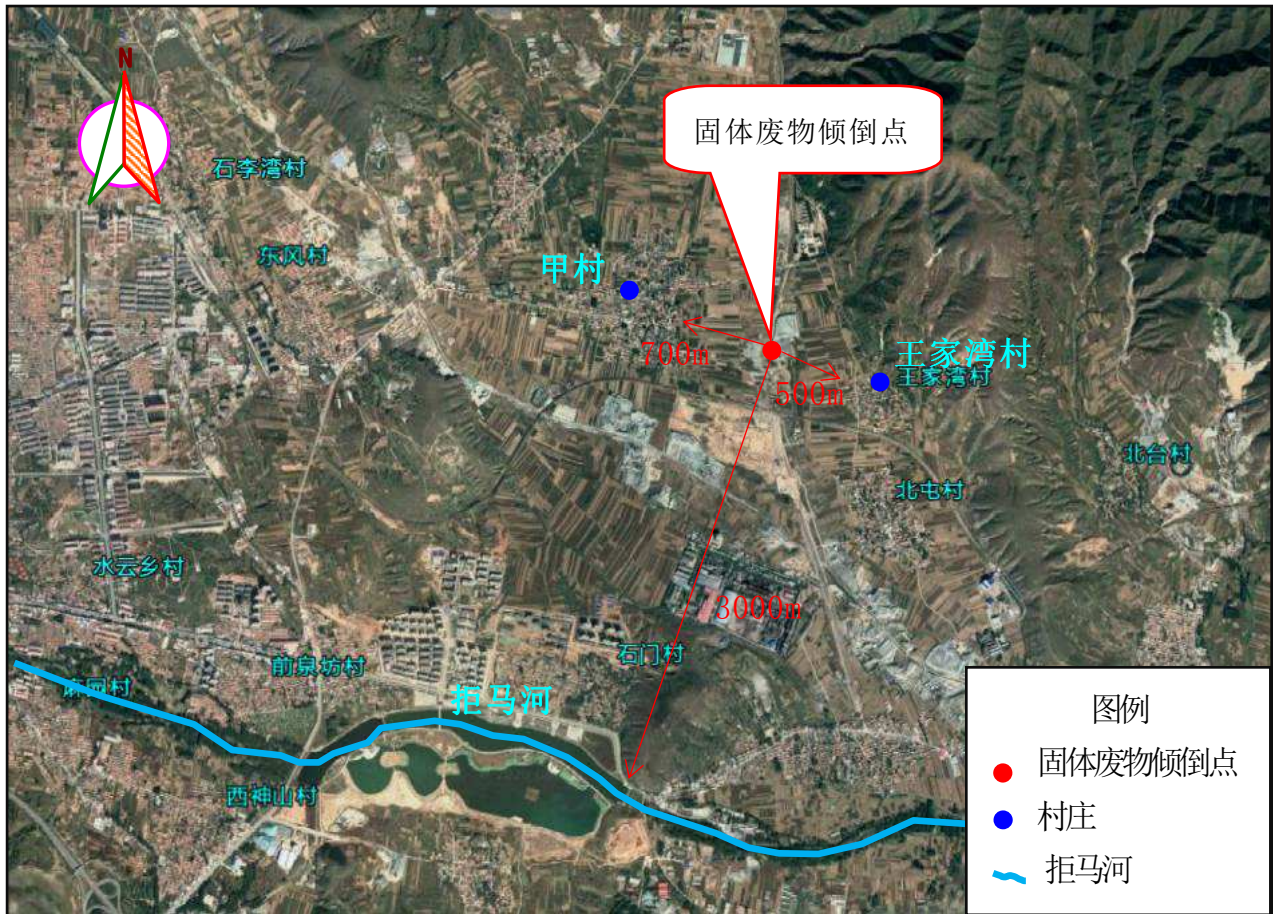 N
固体废物倾倒点
石李湾村
东风村
甲村
700m
王家湾村
王家湾村
500m
北台村
北屯村
水云乡村
3000m
石门村
前泉坊村
拒马河
西神山村
图例
固体废物倾倒点
村庄
拒马河